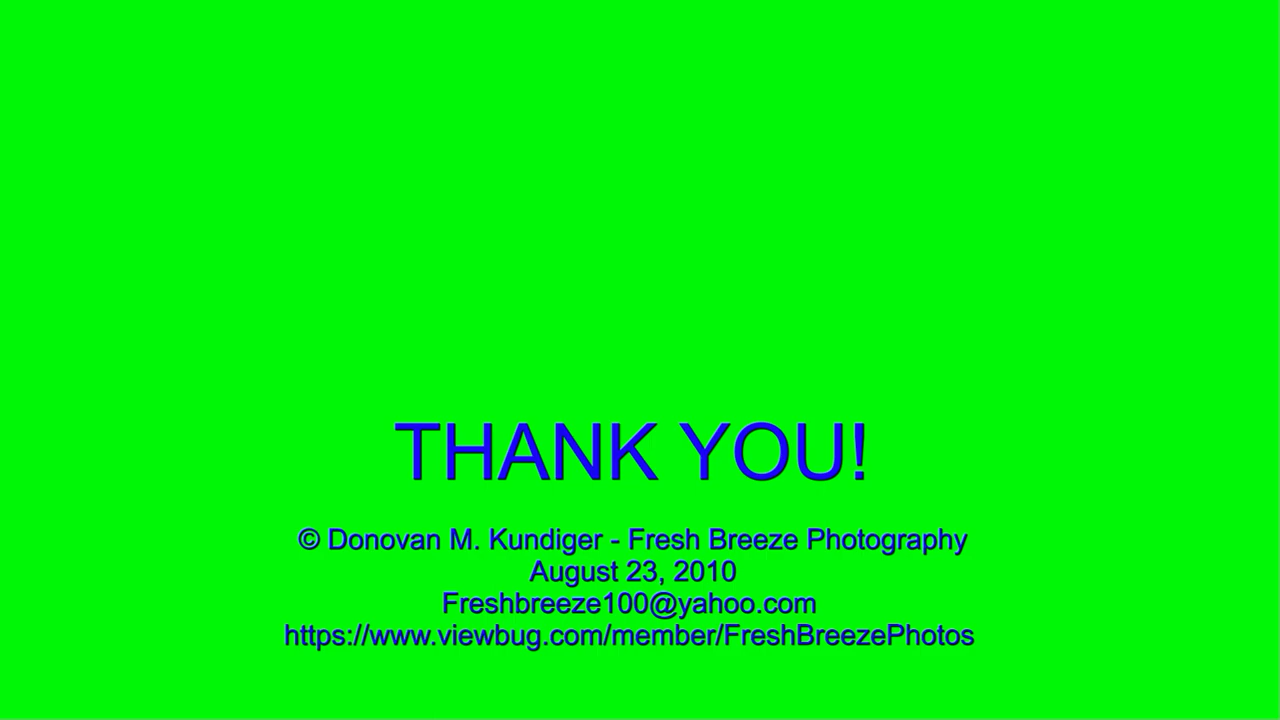 THANK YOU!
© Donovan M. Kundiger - Fresh Breeze Photography
August 23, 2010
Freshbreeze100@yahoo.com
https://www.viewbug.com/member/FreshBreezePhotos